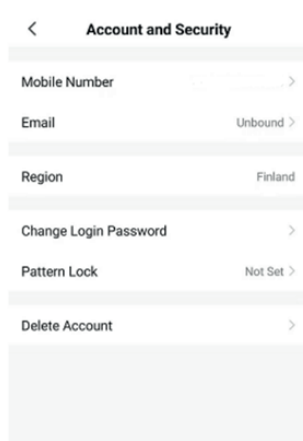 Account and Security
Mobile Number
Email Unbound
Region Finland
Change Login Password
Pattern Lock Not Set
Delete Account